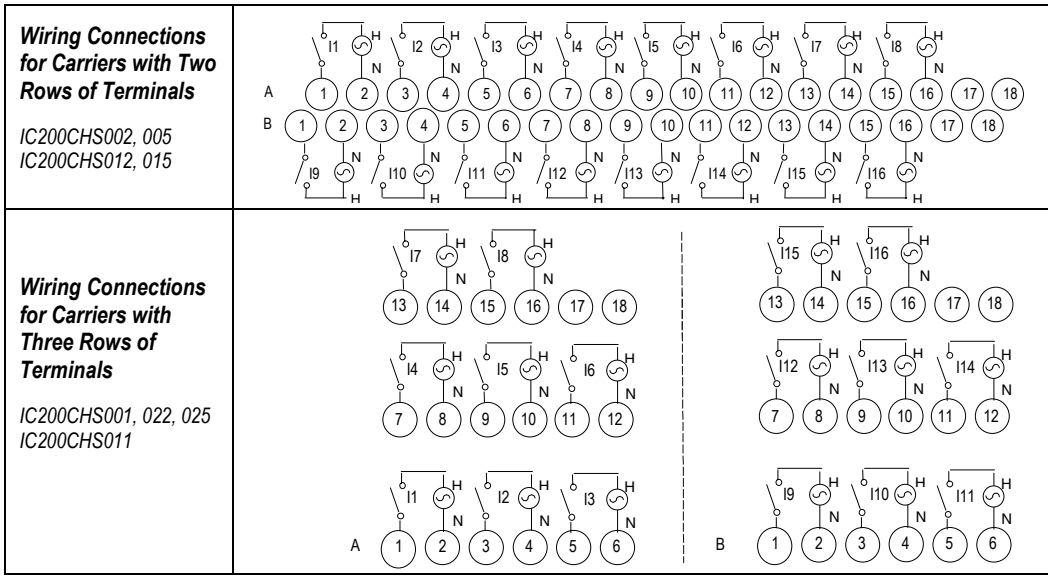 Wiring Connections
for Carriers with Two
Rows of Terminals
IC200CHS002, 005
IC200CHS012, 015
I1 H I2 H I3 H I4 H I5 H I6 H I7 H I8 H
N N N N N N N N
A 1 2 3 4 5 6 7 8 9 10 11 12 13 14 15 16 17 18
B 1 2 3 4 5 6 7 8 9 10 11 12 13 14 15 16 17 18
N N N N N N N N
I9 I10 I11 I12 I13 I14 I15 I16
H H H H H H H H
Wiring Connections
for Carriers with
Three Rows of
Terminals
IC200CHS001, 022, 025
IC200CHS011
I7 H I8 H
N N
13 14 15 16 17 18
I4 H I5 H I6 H
N N N
7 8 9 10 11 12
I1 H I2 H I3 H
N N N
A 1 2 3 4 5 6
I15 H I16 H
N N
13 14 15 16 17 18
I12 H I13 H I14 H
N N N
7 8 9 10 11 12
I9 H I10 H I11 H
N N N
B 1 2 3 4 5 6